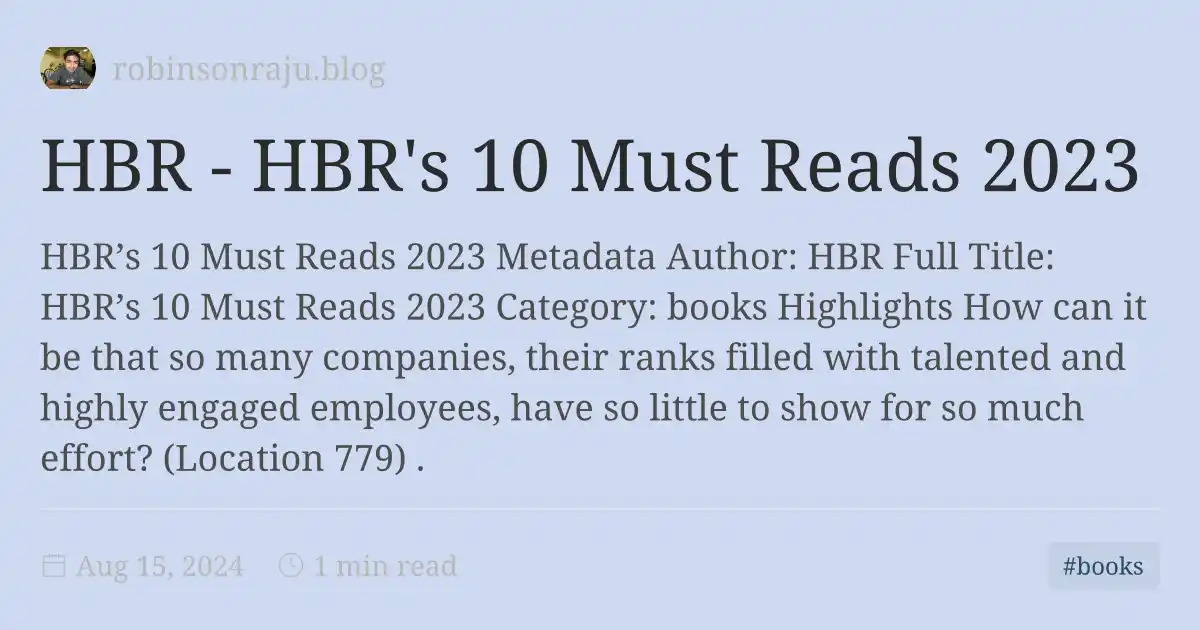 robinsonraju.blog
HBR - HBR's 10 Must Reads 2023
HBR’s 10 Must Reads 2023 Metadata Author: HBR Full Title:
HBR’s 10 Must Reads 2023 Category: books Highlights How can it
be that so many companies, their ranks filled with talented and
highly engaged employees, have so little to show for so much
effort? (Location 779) .
Aug 15, 2024 1 min read
#books